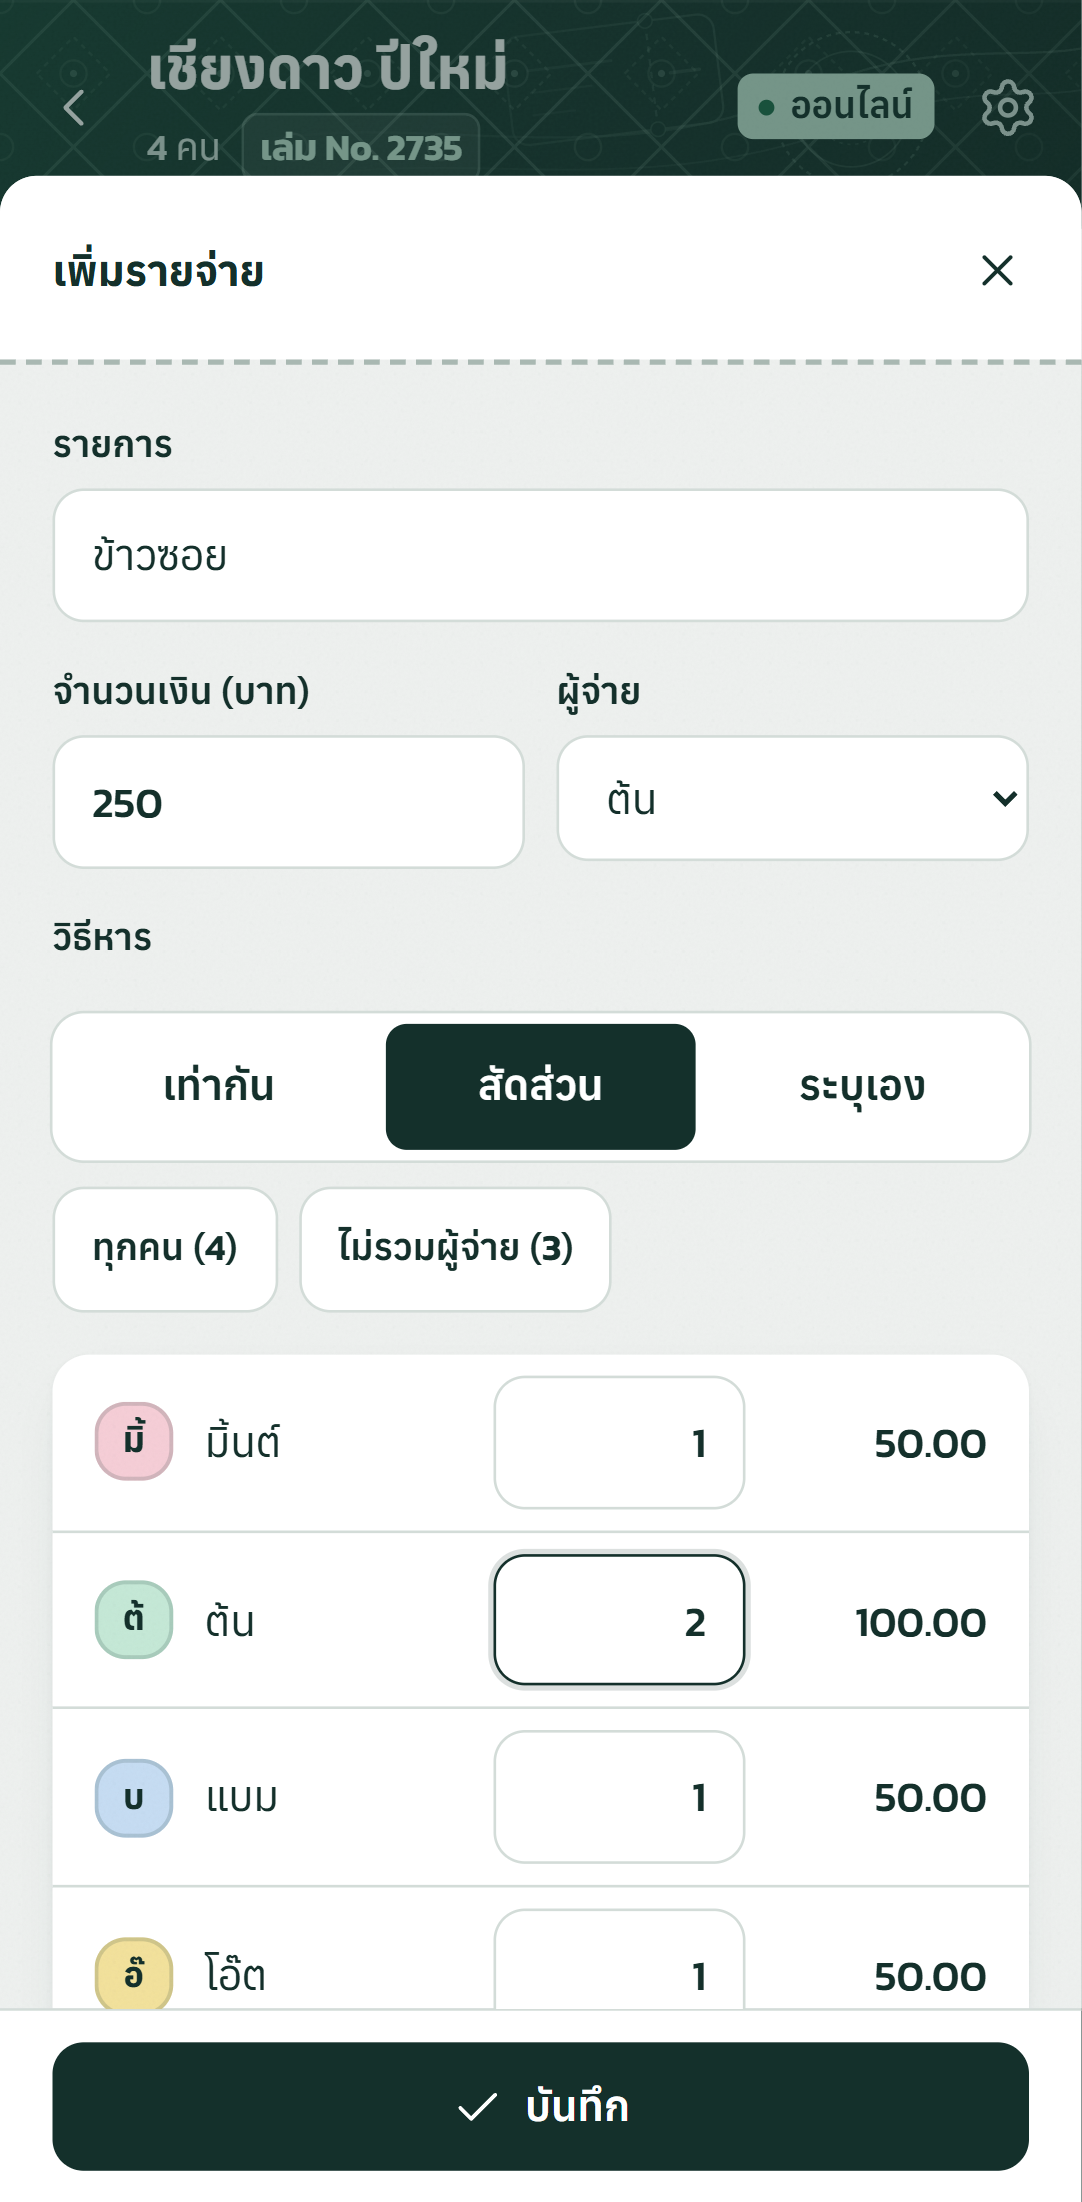 เชียงดาว ปีใหม่
4 คน เล่ม No. 2735
ออนไลน์
เพิ่มรายจ่าย
รายการ
ข้าวซอย
จำนวนเงิน (บาท) ผู้จ่าย
250 ต้น
วิธีหาร
เท่ากัน สัดส่วน ระบุเอง
ทุกคน (4) ไม่รวมผู้จ่าย (3)
มิ้ มิ้นต์ 1 50.00
ต้ ต้น 2 100.00
บ แบม 1 50.00
อ๊ โอ๊ต 1 50.00
บันทึก